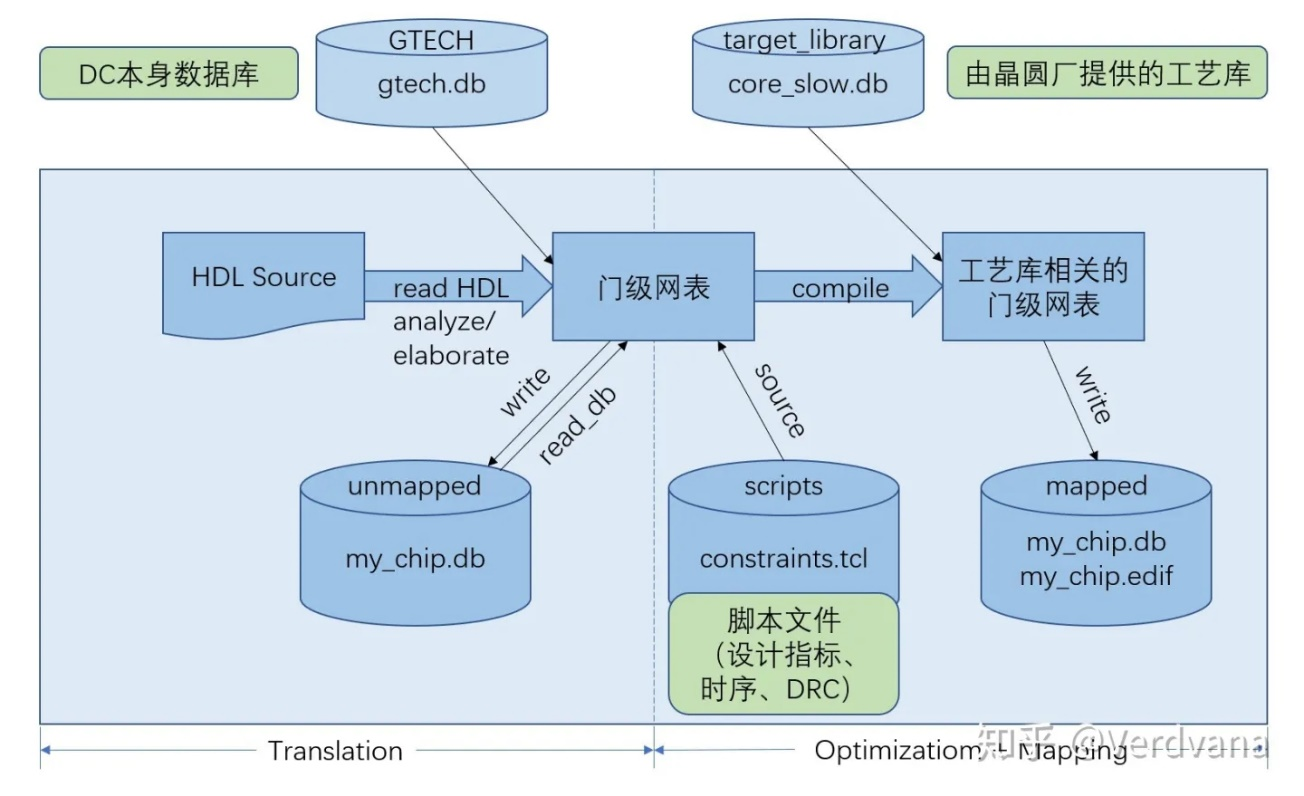 GTECH
gtech.db
DC本身数据库
target_library
core_slow.db
由晶圆厂提供的工艺库
HDL Source
read HDL
analyze/
elaborate
门级网表
compile
工艺库相关的
门级网表
write
read_db
source
write
unmapped
my_chip.db
scripts
constraints.tcl
脚本文件
（设计指标、
时序、DRC）
mapped
my_chip.db
my_chip.edif
Translation
Optimization + Mapping
知乎 @Verdvana